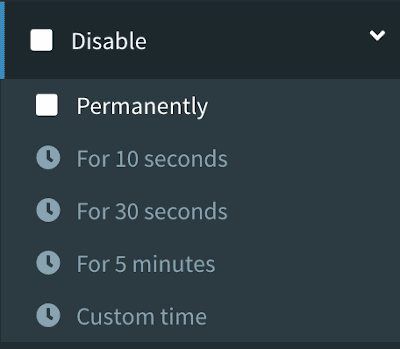 Disable
Permanently
For 10 seconds
For 30 seconds
For 5 minutes
Custom time